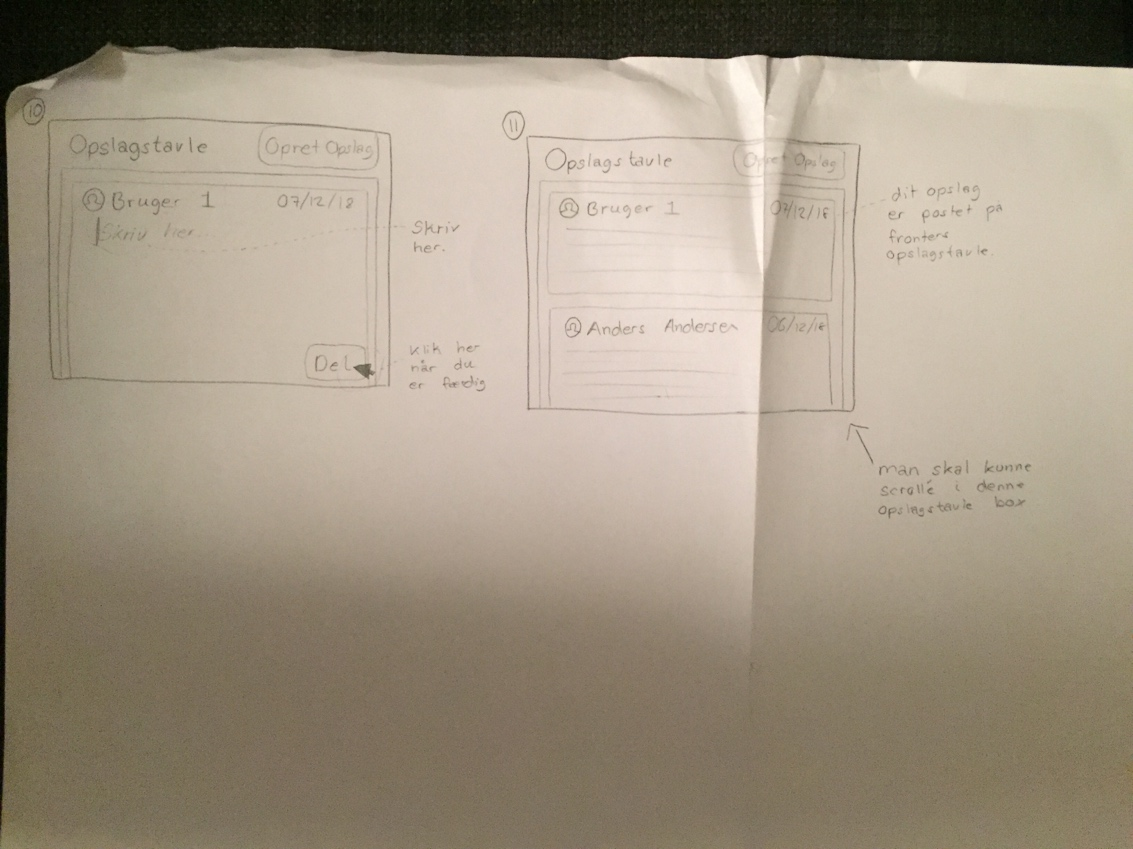 10
Opslagstavle Opret Opslag
Bruger 1 07/12/18
Skriv her...
Skriv
her.
Del
Klik her
når du
er færdig
11
Opslagstavle Opret Opslag
Bruger 1 07/12/18
Anders Andersen 06/12/18
dit opslag
er postet på
fronters
opslagstavle.
man skal kunne
scrolle i denne
opslagstavle box